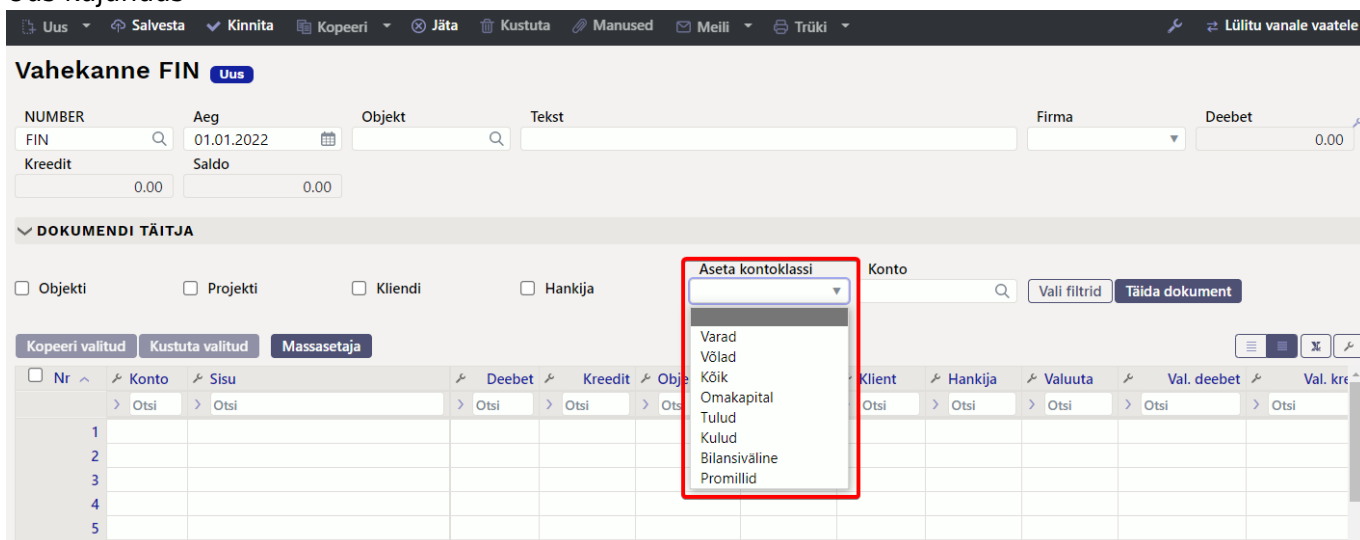 Uus Salvesta Kinnita Kopeeri Jäta Kustuta Manused Meili Trüki Lülitu vanale vaatele
Vahekanne FIN Uus
NUMBER Aeg Objekt Tekst Firma Deebet
FIN 01.01.2022 0.00
Kreedit Saldo
0.00 0.00
DOKUMENDI TÄITJA
Aseta kontoklassi Konto
Objekti Projekti Kliendi Hankija Vali filtrid Täida dokument
Varad
Võlad
Kõik
Omakapital
Tulud
Kulud
Bilansiväline
Promillid
Kopeeri valitud Kustuta valitud Massasetaja
Nr Konto Sisu Deebet Kreedit Obje Klient Hankija Valuuta Val. deebet Val. kre
Otsi Otsi Otsi Otsi Ots Otsi Otsi Otsi Otsi Otsi
1
2
3
4
5